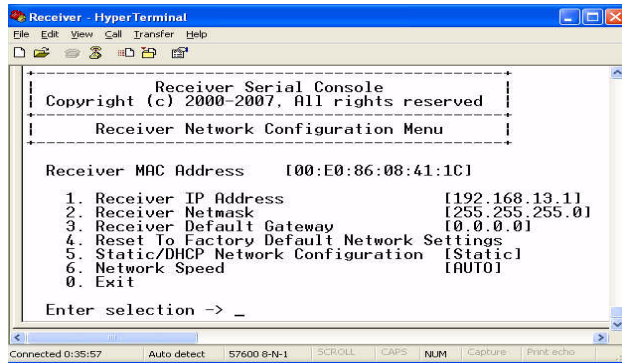 Receiver - HyperTerminal
File Edit View Call Transfer Help
Receiver Serial Console
Copyright (c) 2000-2007, All rights reserved
Receiver Network Configuration Menu
Receiver MAC Address [00:E0:86:08:41:1C]
1. Receiver IP Address [192.168.13.1]
2. Receiver Netmask [255.255.255.0]
3. Receiver Default Gateway [0.0.0.0]
4. Reset To Factory Default Network Settings
5. Static/DHCP Network Configuration [Static]
6. Network Speed [AUTO]
0. Exit
Enter selection -> _
Connected 0:35:57 Auto detect 57600 8-N-1 SCROLL CAPS NUM Capture Print echo